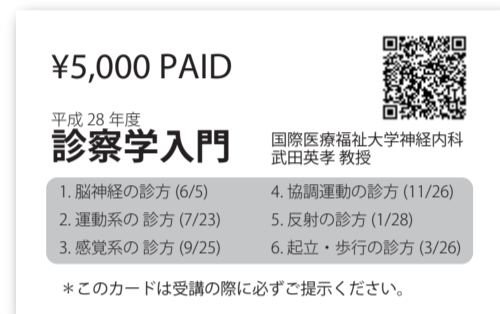 ¥5,000 PAID
平成 28 年度
診察学入門
国際医療福祉大学神経内科
武田英孝 教授
1. 脳神経の診方 (6/5)
2. 運動系の 診方 (7/23)
3. 感覚系の 診方 (9/25)
4. 協調運動の診方 (11/26)
5. 反射の診方 (1/28)
6. 起立・歩行の診方 (3/26)
＊このカードは受講の際に必ずご提示ください。